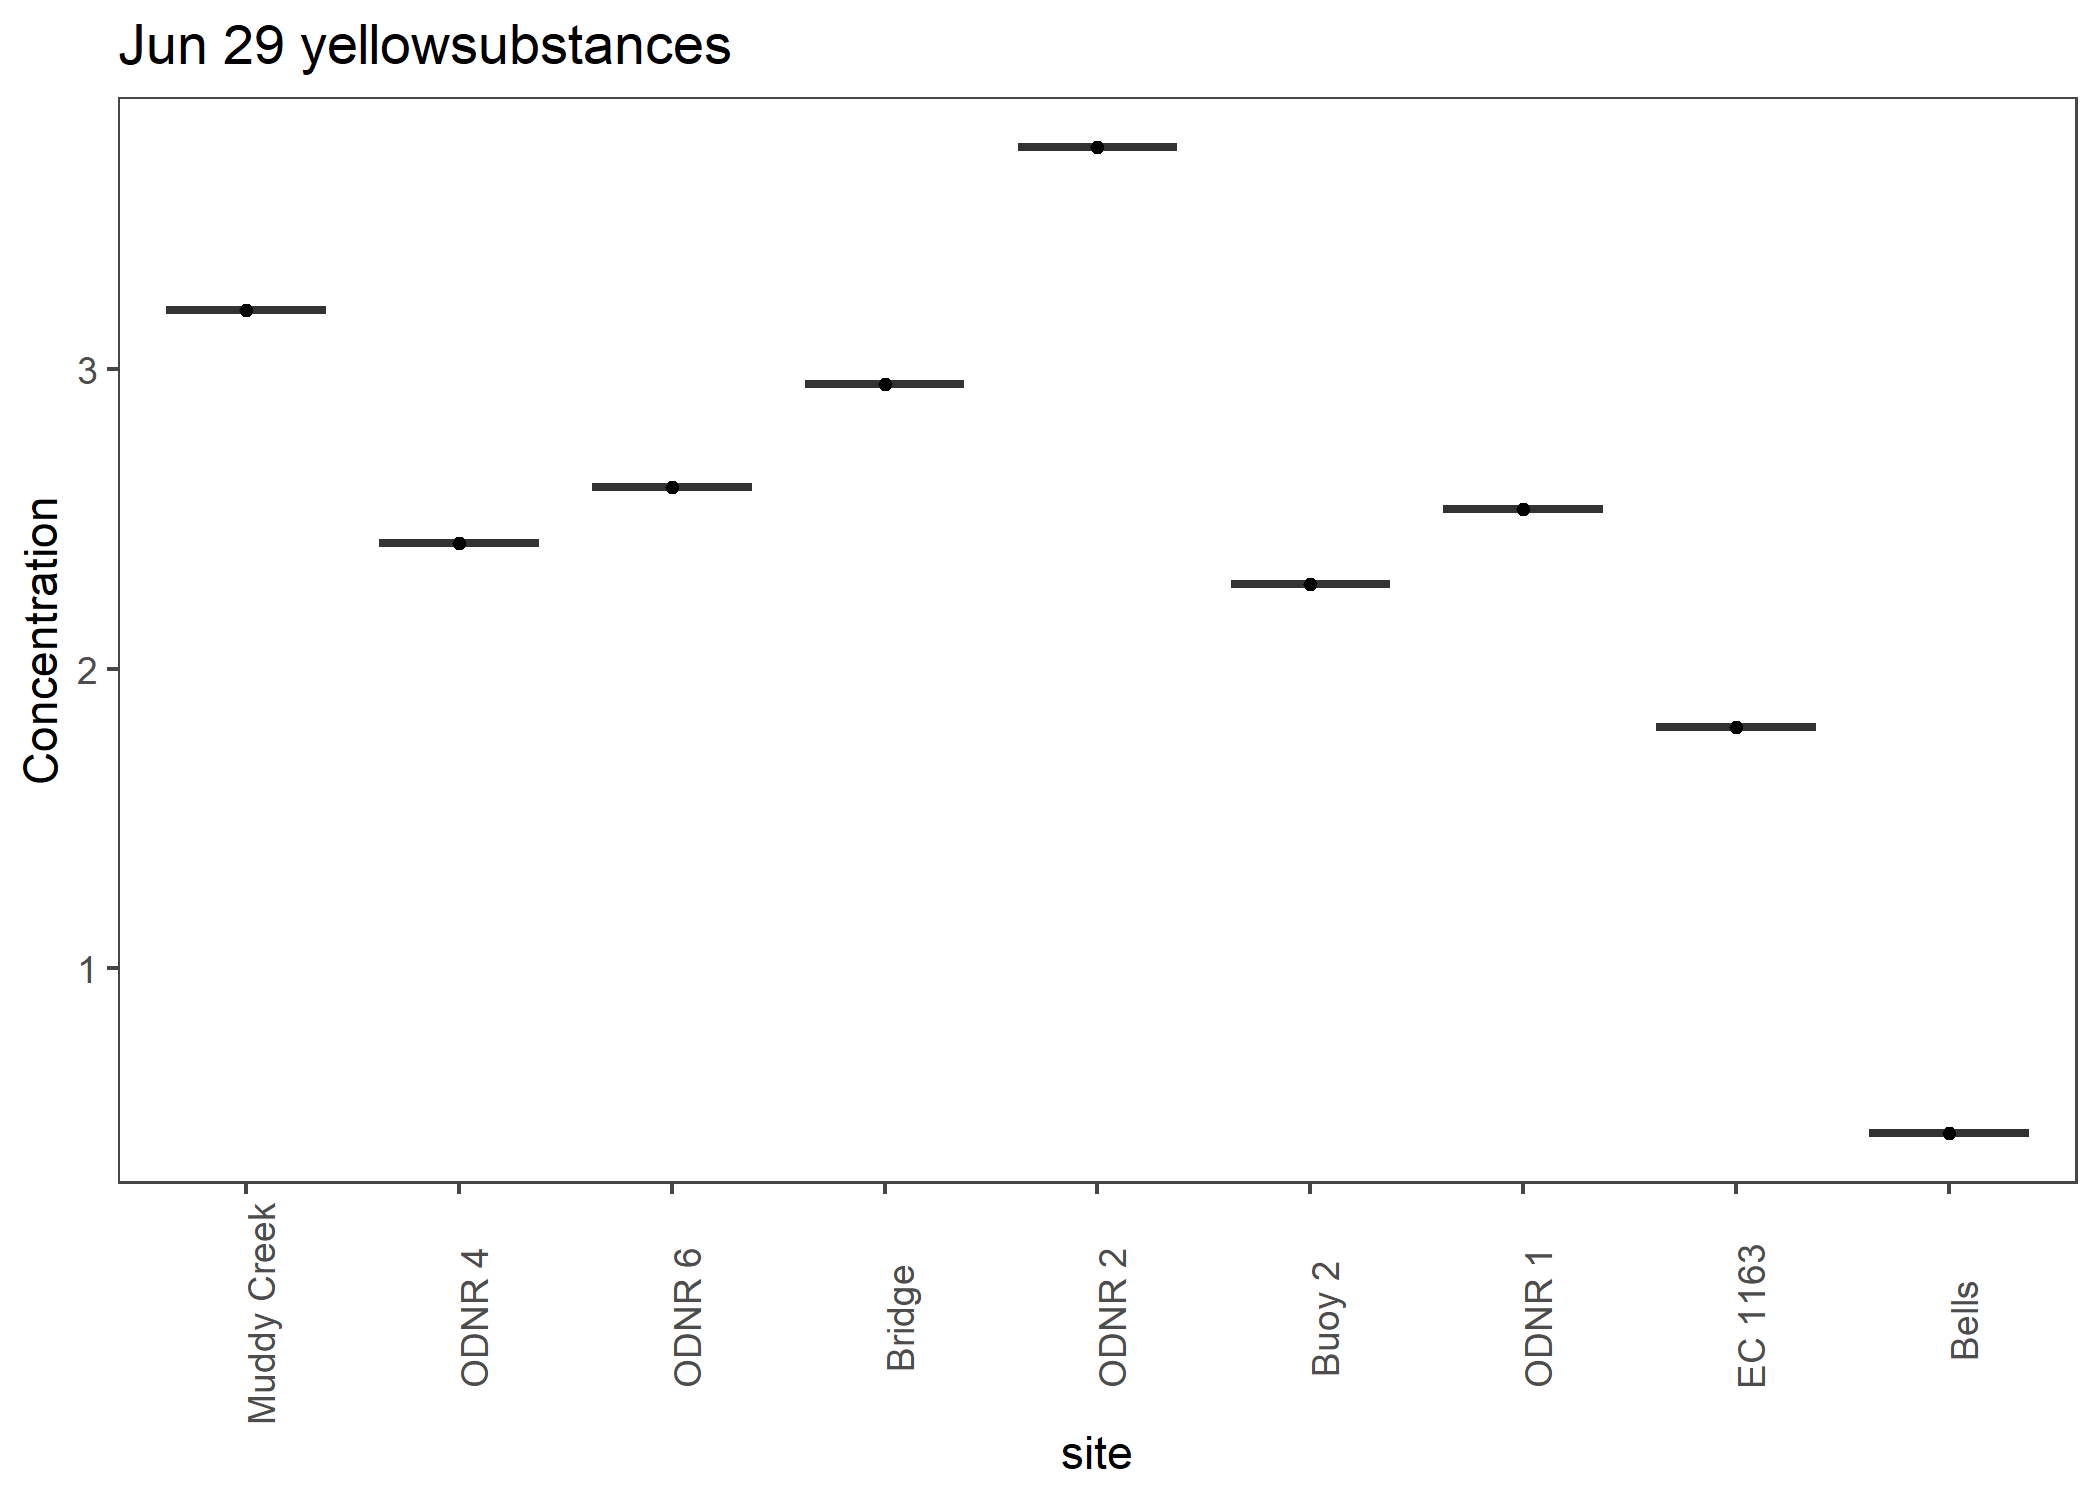 Jun 29 yellowsubstances
Concentration
3
2
1
Muddy Creek
ODNR 4
ODNR 6
Bridge
ODNR 2
Buoy 2
ODNR 1
EC 1163
Bells
site